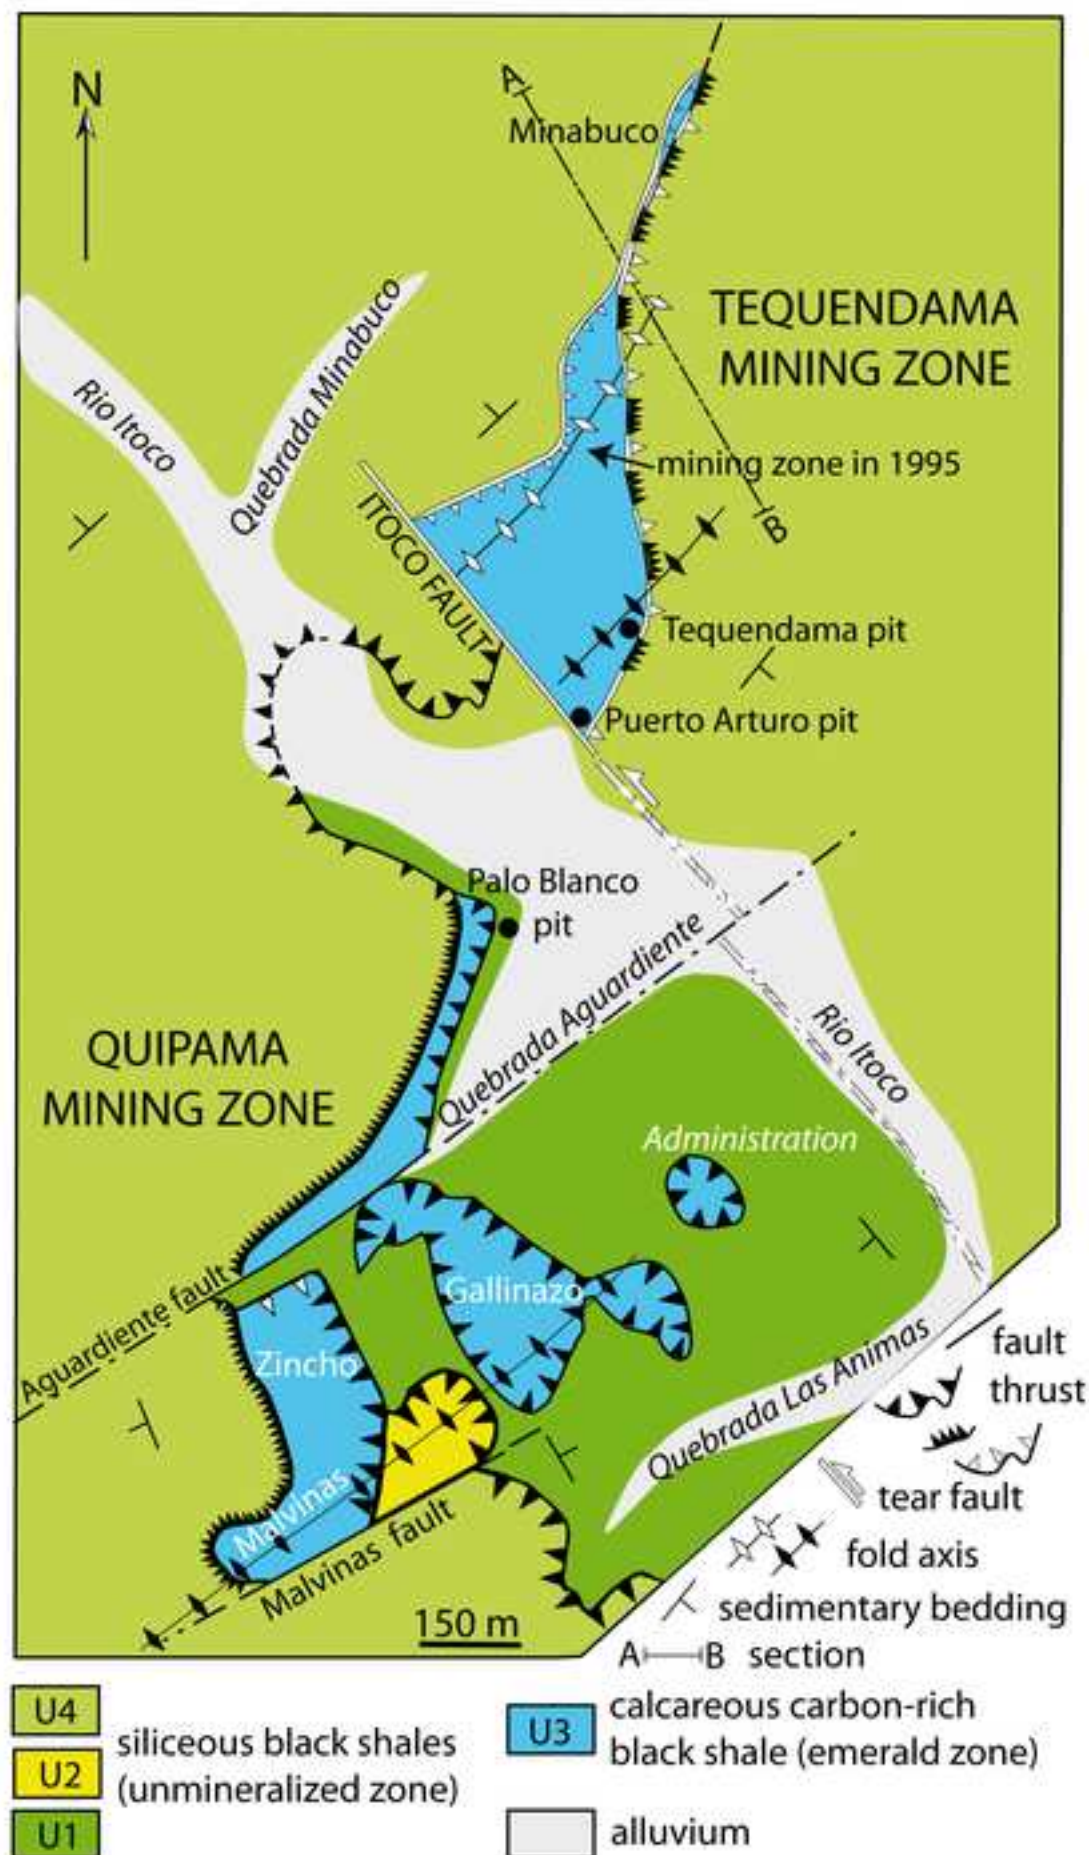 N
A
Minabuco
TEQUENDAMA
MINING ZONE
Rio Itoco
Quebrada Minabuco
mining zone in 1995
B
ITOCO FAULT
Tequendama pit
Puerto Arturo pit
Palo Blanco
pit
Quebrada Aguardiente
Rio Itoco
QUIPAMA
MINING ZONE
Administration
Gallinazo
Aguardiente fault
Zincho
Quebrada Las Animas
Malvinas
Malvinas fault
150 m
fault
thrust
tear fault
fold axis
sedimentary bedding
A B section
U4
U2
U1
siliceous black shales
(unmineralized zone)
U3
calcareous carbon-rich
black shale (emerald zone)
alluvium